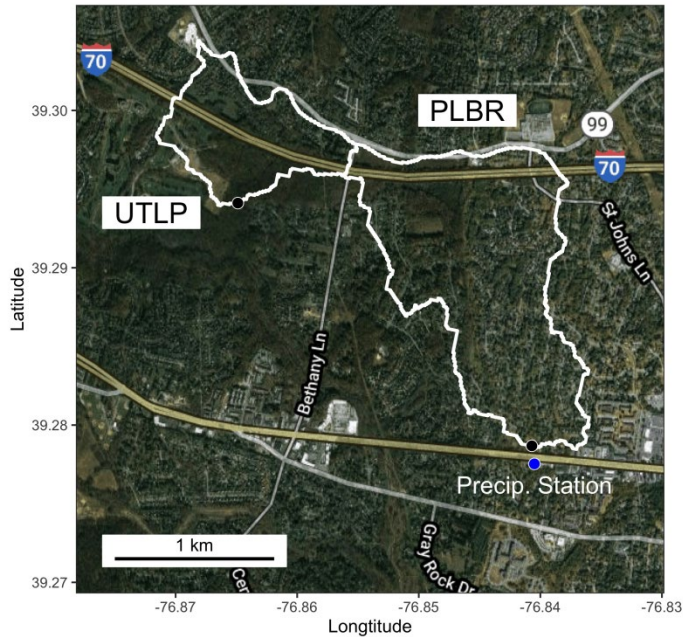 70
39.30
PLBR
99
70
UTLP
St Johns Ln
39.29
Latitude
Bethany Ln
39.28
Precip. Station
1 km
Gray Rock Dr
Cen
39.27
-76.87
-76.86
-76.85
-76.84
-76.83
Longtitude